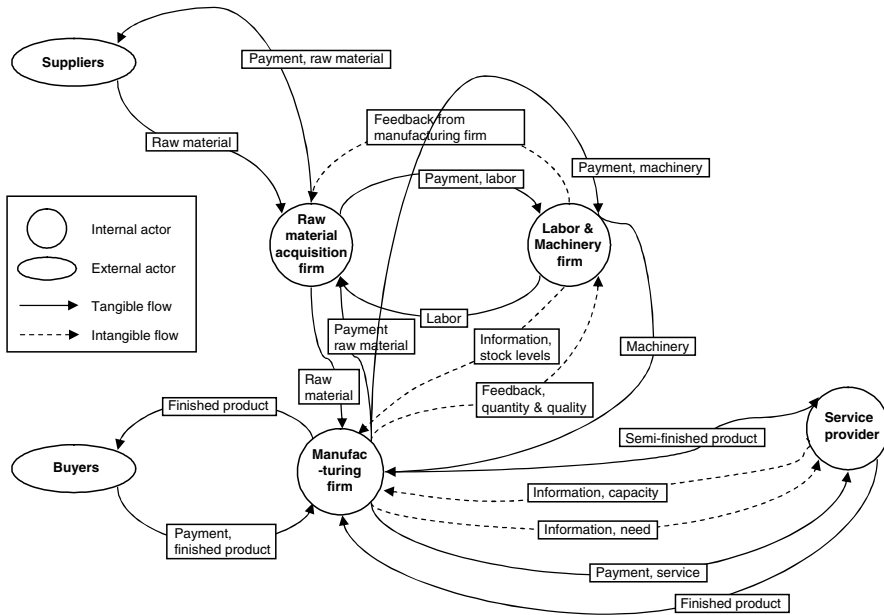 Suppliers
Payment, raw material
Raw material
Feedback from
manufacturing firm
Payment, machinery
Payment, labor
Internal actor
External actor
Tangible flow
Intangible flow
Raw
material
acquisition
firm
Labor &
Machinery
firm
Labor
Payment
raw material
Information,
stock levels
Machinery
Raw
material
Feedback,
quantity & quality
Finished product
Buyers
Manufac
-turing
firm
Semi-finished product
Service
provider
Information, capacity
Information, need
Payment,
finished product
Payment, service
Finished product